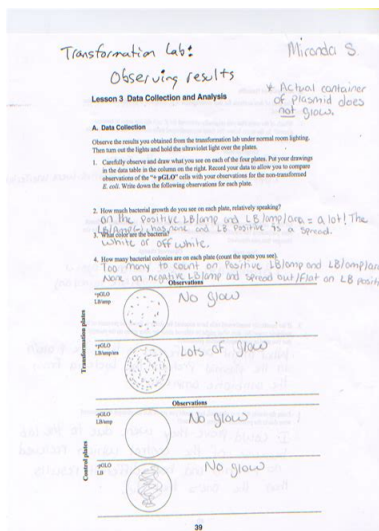 Transformation Lab:
Miranda S.
Observing results
* Actual container
of plasmid does
not glow.
Lesson 3 Data Collection and Analysis
A. Data Collection
Observe the results you obtained from the transformation lab under normal room lighting.
Then turn out the lights and hold the ultraviolet light over the plates.
1. Carefully observe and draw what you see on each of the four plates. Put your drawings
in the data table in the column on the right. Record your data to allow you to compare
observations of the "+ pGLO" cells with your observations for the non-transformed
E. coli. Write down the following observations for each plate.
2. How much bacterial growth do you see on each plate, relatively speaking?
on the Positive LB/amp and LB/amp/ara = a lot! The
LB/Amp(-) has none and LB Positive is a spread.
3. What color are the bacteria?
White or off white.
4. How many bacterial colonies are on each plate (count the spots you see).
Too many to count on Positive LB/amp and LB/amp/ara
None on negative LB/amp and spread out/flat on LB posit
Observations
Transformation plates
+pGLO
LB/amp
No glow
+pGLO
LB/amp/ara
Lots of glow
Observations
Control plates
-pGLO
LB/amp
No glow
-pGLO
LB
No glow
39